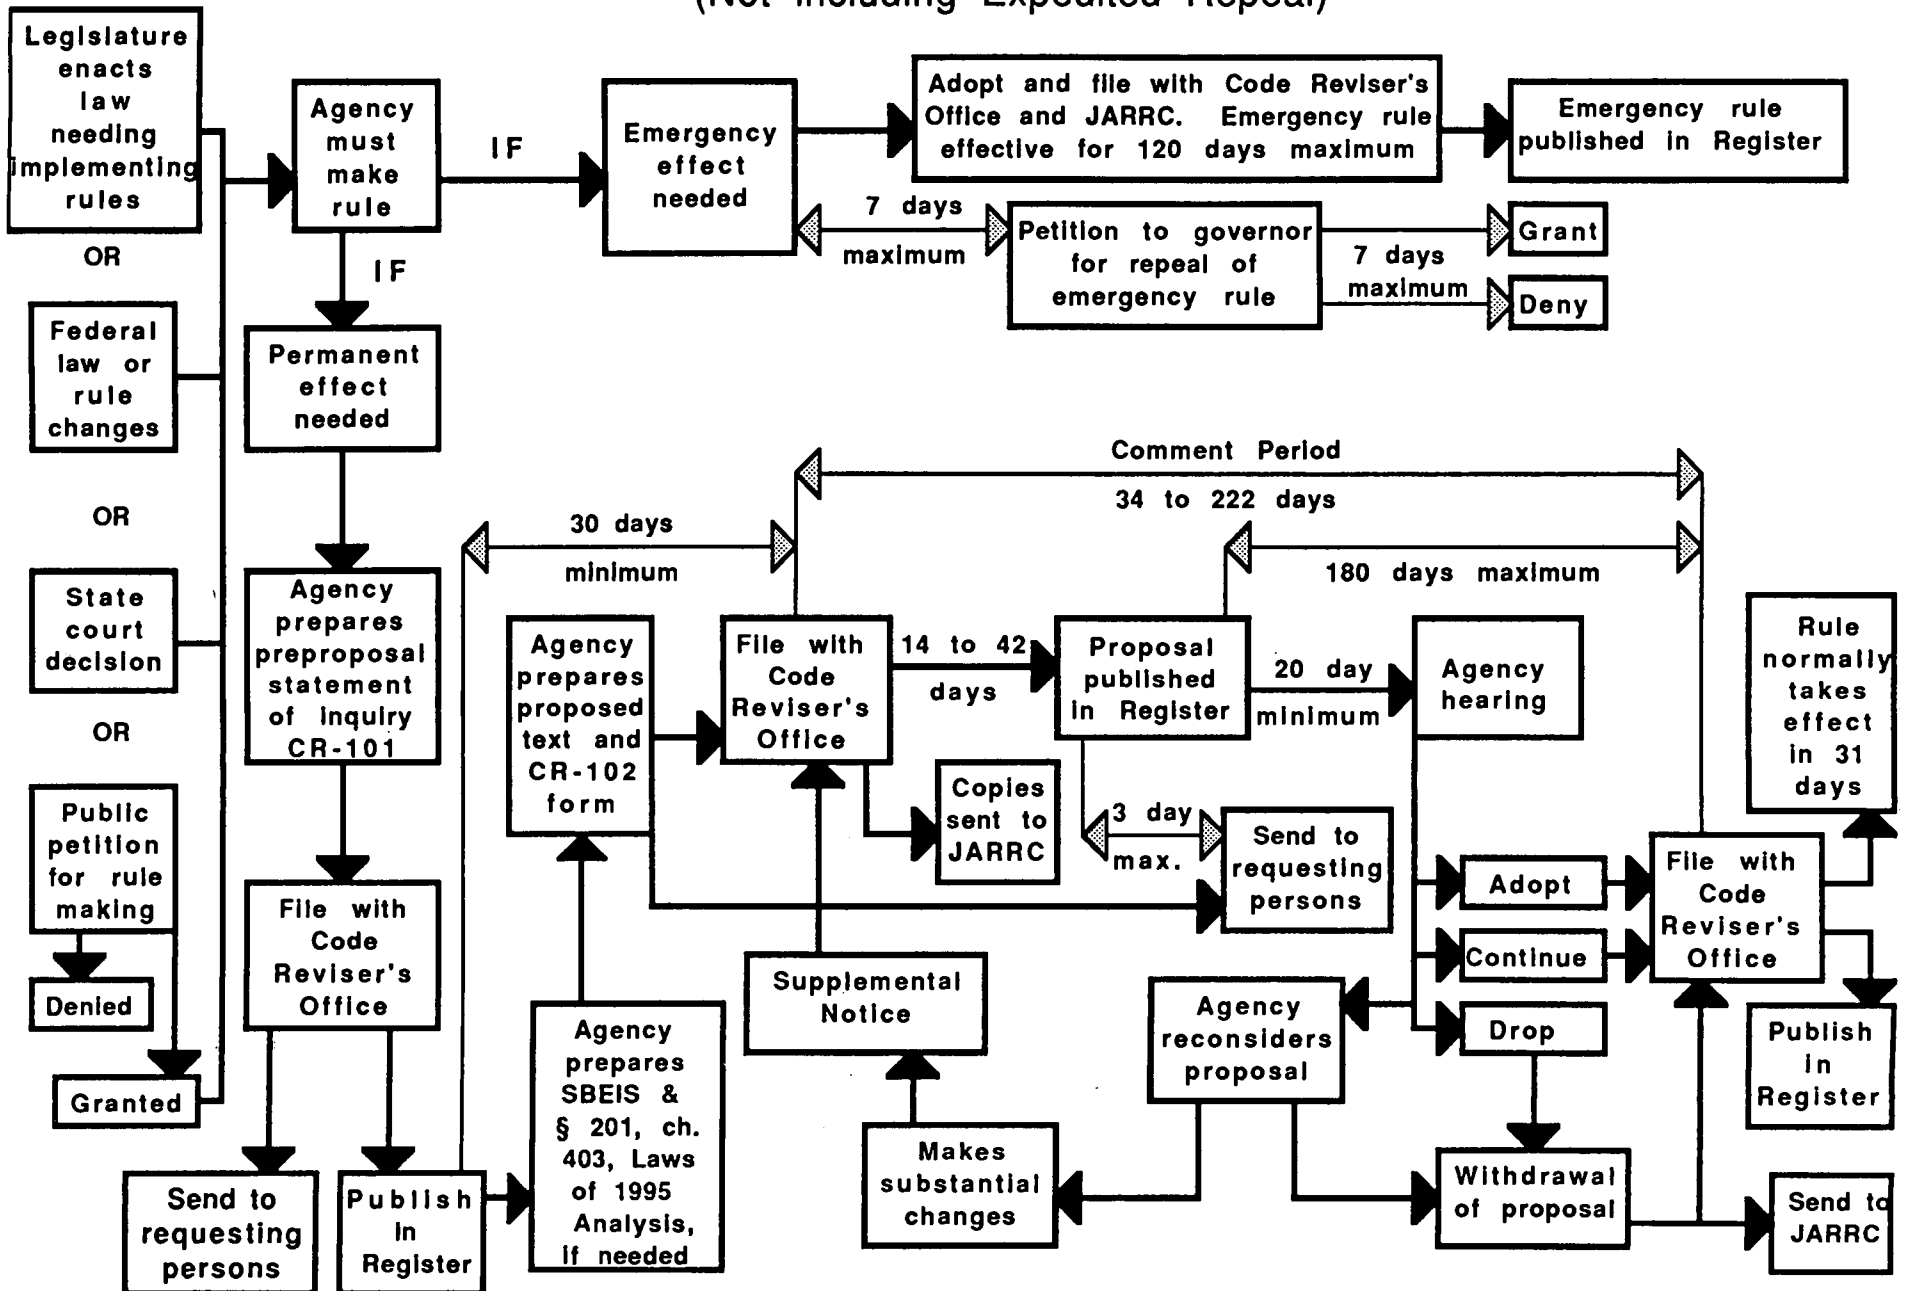 (Not Including Expedited Repeal)
Legislature
enacts
law
needing
implementing
rules
OR
Federal
law or
rule
changes
OR
State
court
decision
OR
Public
petition
for rule
making
Denied
Granted
Agency
must
make
rule
IF
IF
Emergency
effect
needed
Adopt and file with Code Reviser's
Office and JARRC. Emergency rule
effective for 120 days maximum
Emergency rule
published in Register
7 days
maximum
Petition to governor
for repeal of
emergency rule
7 days
maximum
Grant
Deny
Permanent
effect
needed
Agency
prepares
preproposal
statement
of inquiry
CR-101
File with
Code
Reviser's
Office
Send to
requesting
persons
Publish
in
Register
30 days
minimum
Agency
prepares
SBEIS &
§ 201, ch.
403, Laws
of 1995
Analysis,
if needed
Agency
prepares
proposed
text and
CR-102
form
File with
Code
Reviser's
Office
Comment Period
34 to 222 days
180 days maximum
14 to 42
days
Proposal
published
in Register
20 day
minimum
Agency
hearing
Copies
sent to
JARRC
3 day
max.
Send to
requesting
persons
Supplemental
Notice
Makes
substantial
changes
Agency
reconsiders
proposal
Adopt
Continue
Drop
Withdrawal
of proposal
File with
Code
Reviser's
Office
Rule
normally
takes
effect
in 31
days
Publish
in
Register
Send to
JARRC